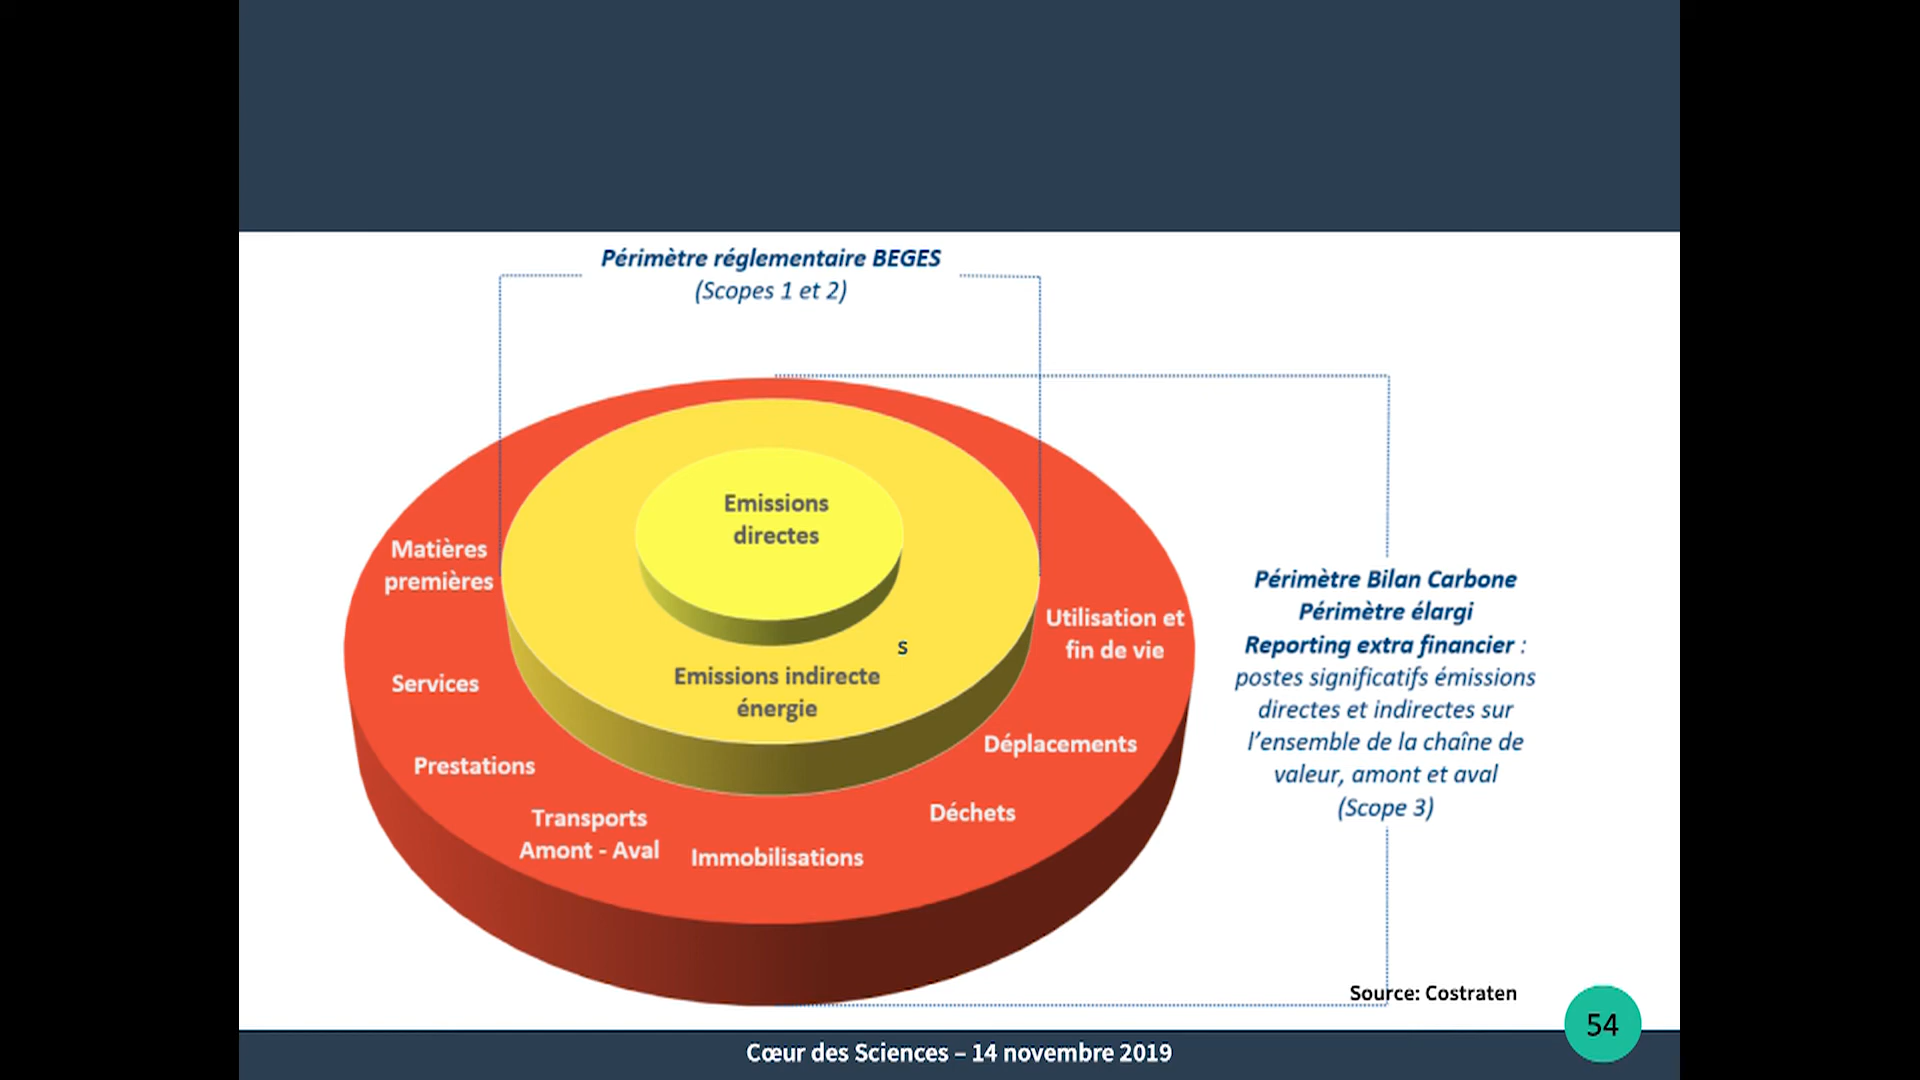 Périmètre réglementaire BEGES
(Scopes 1 et 2)
Emissions
directes
Emissions indirecte
s
énergie
Matières
premières
Services
Prestations
Transports
Amont - Aval
Immobilisations
Déchets
Déplacements
Utilisation et
fin de vie
Périmètre Bilan Carbone
Périmètre élargi
Reporting extra financier :
postes significatifs émissions
directes et indirectes sur
l'ensemble de la chaîne de
valeur, amont et aval
(Scope 3)
Source: Costraten
54
Cœur des Sciences – 14 novembre 2019